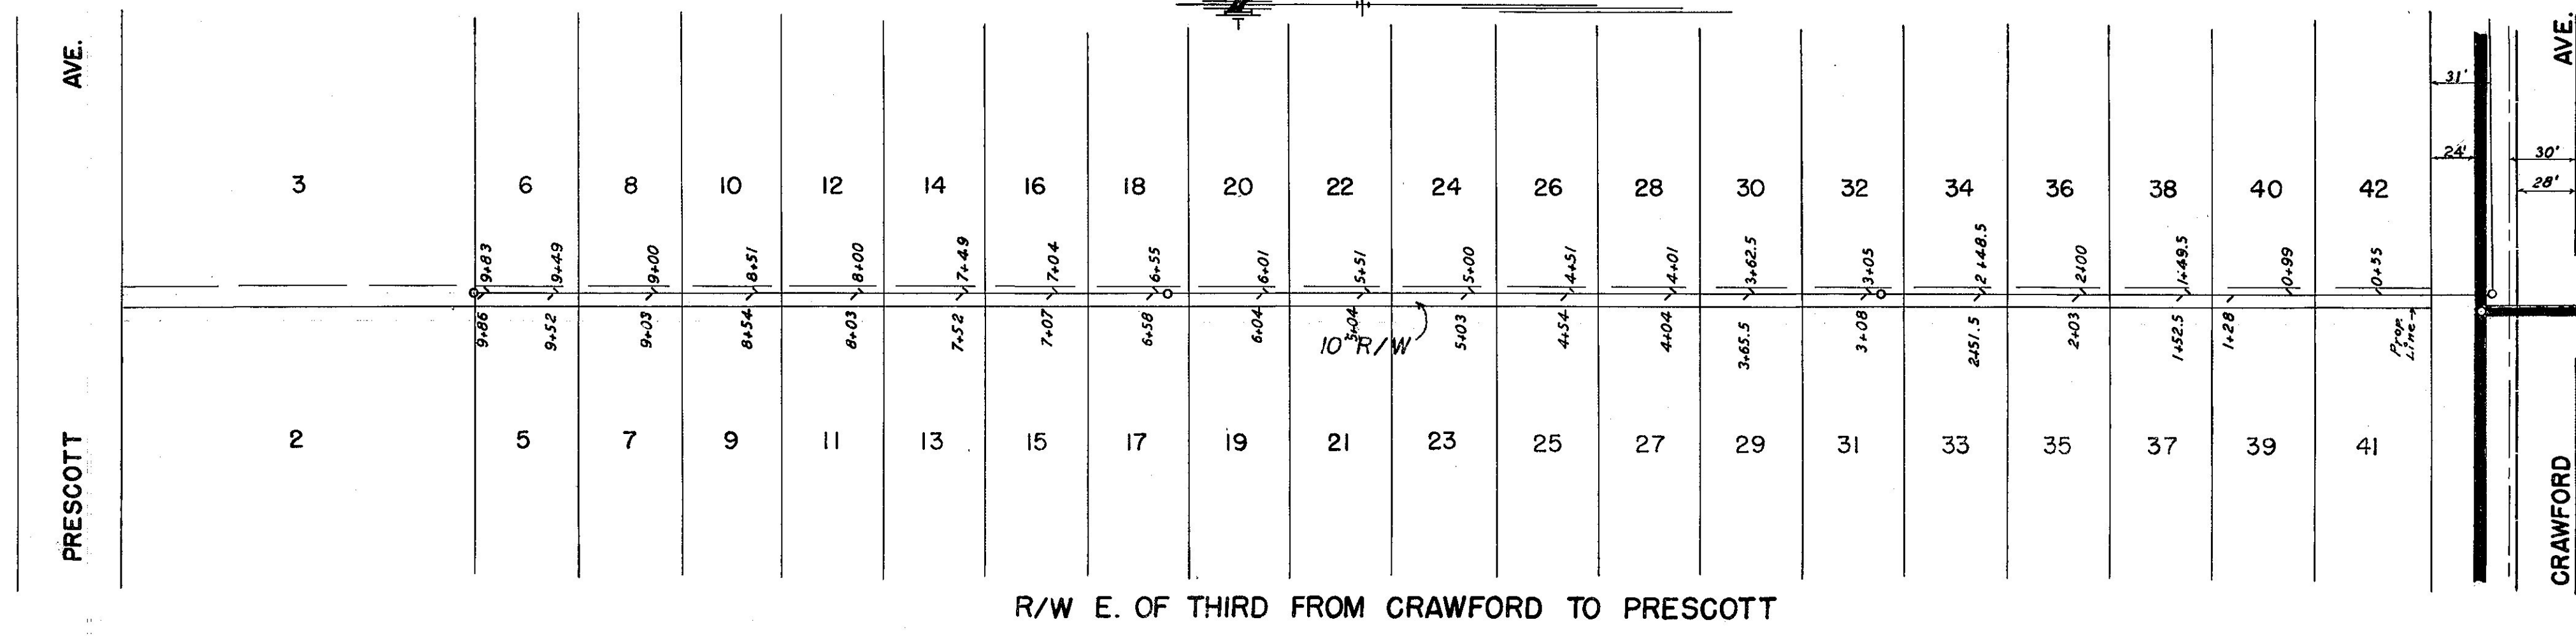 AVE.
AVE.
31'
24'
30'
28'
3 6 8 10 12 14 16 18 20 22 24 26 28 30 32 34 36 38 40 42
9+83 9+49 9+00 8+51 8+00 7+49 7+04 6+55 6+01 5+51 5+00 4+51 4+01 3+62.5 3+05 2+48.5 2+00 1+49.5 0+99 0+55
9+86 9+52 9+03 8+54 8+03 7+52 7+07 6+58 6+04 5+04 5+03 4+54 4+04 3+65.5 3+08 2+51.5 2+03 1+52.5 1+28
Prop.
Line
10' R/W
2 5 7 9 11 13 15 17 19 21 23 25 27 29 31 33 35 37 39 41
PRESCOTT
CRAWFORD
R/W E. OF THIRD FROM CRAWFORD TO PRESCOTT